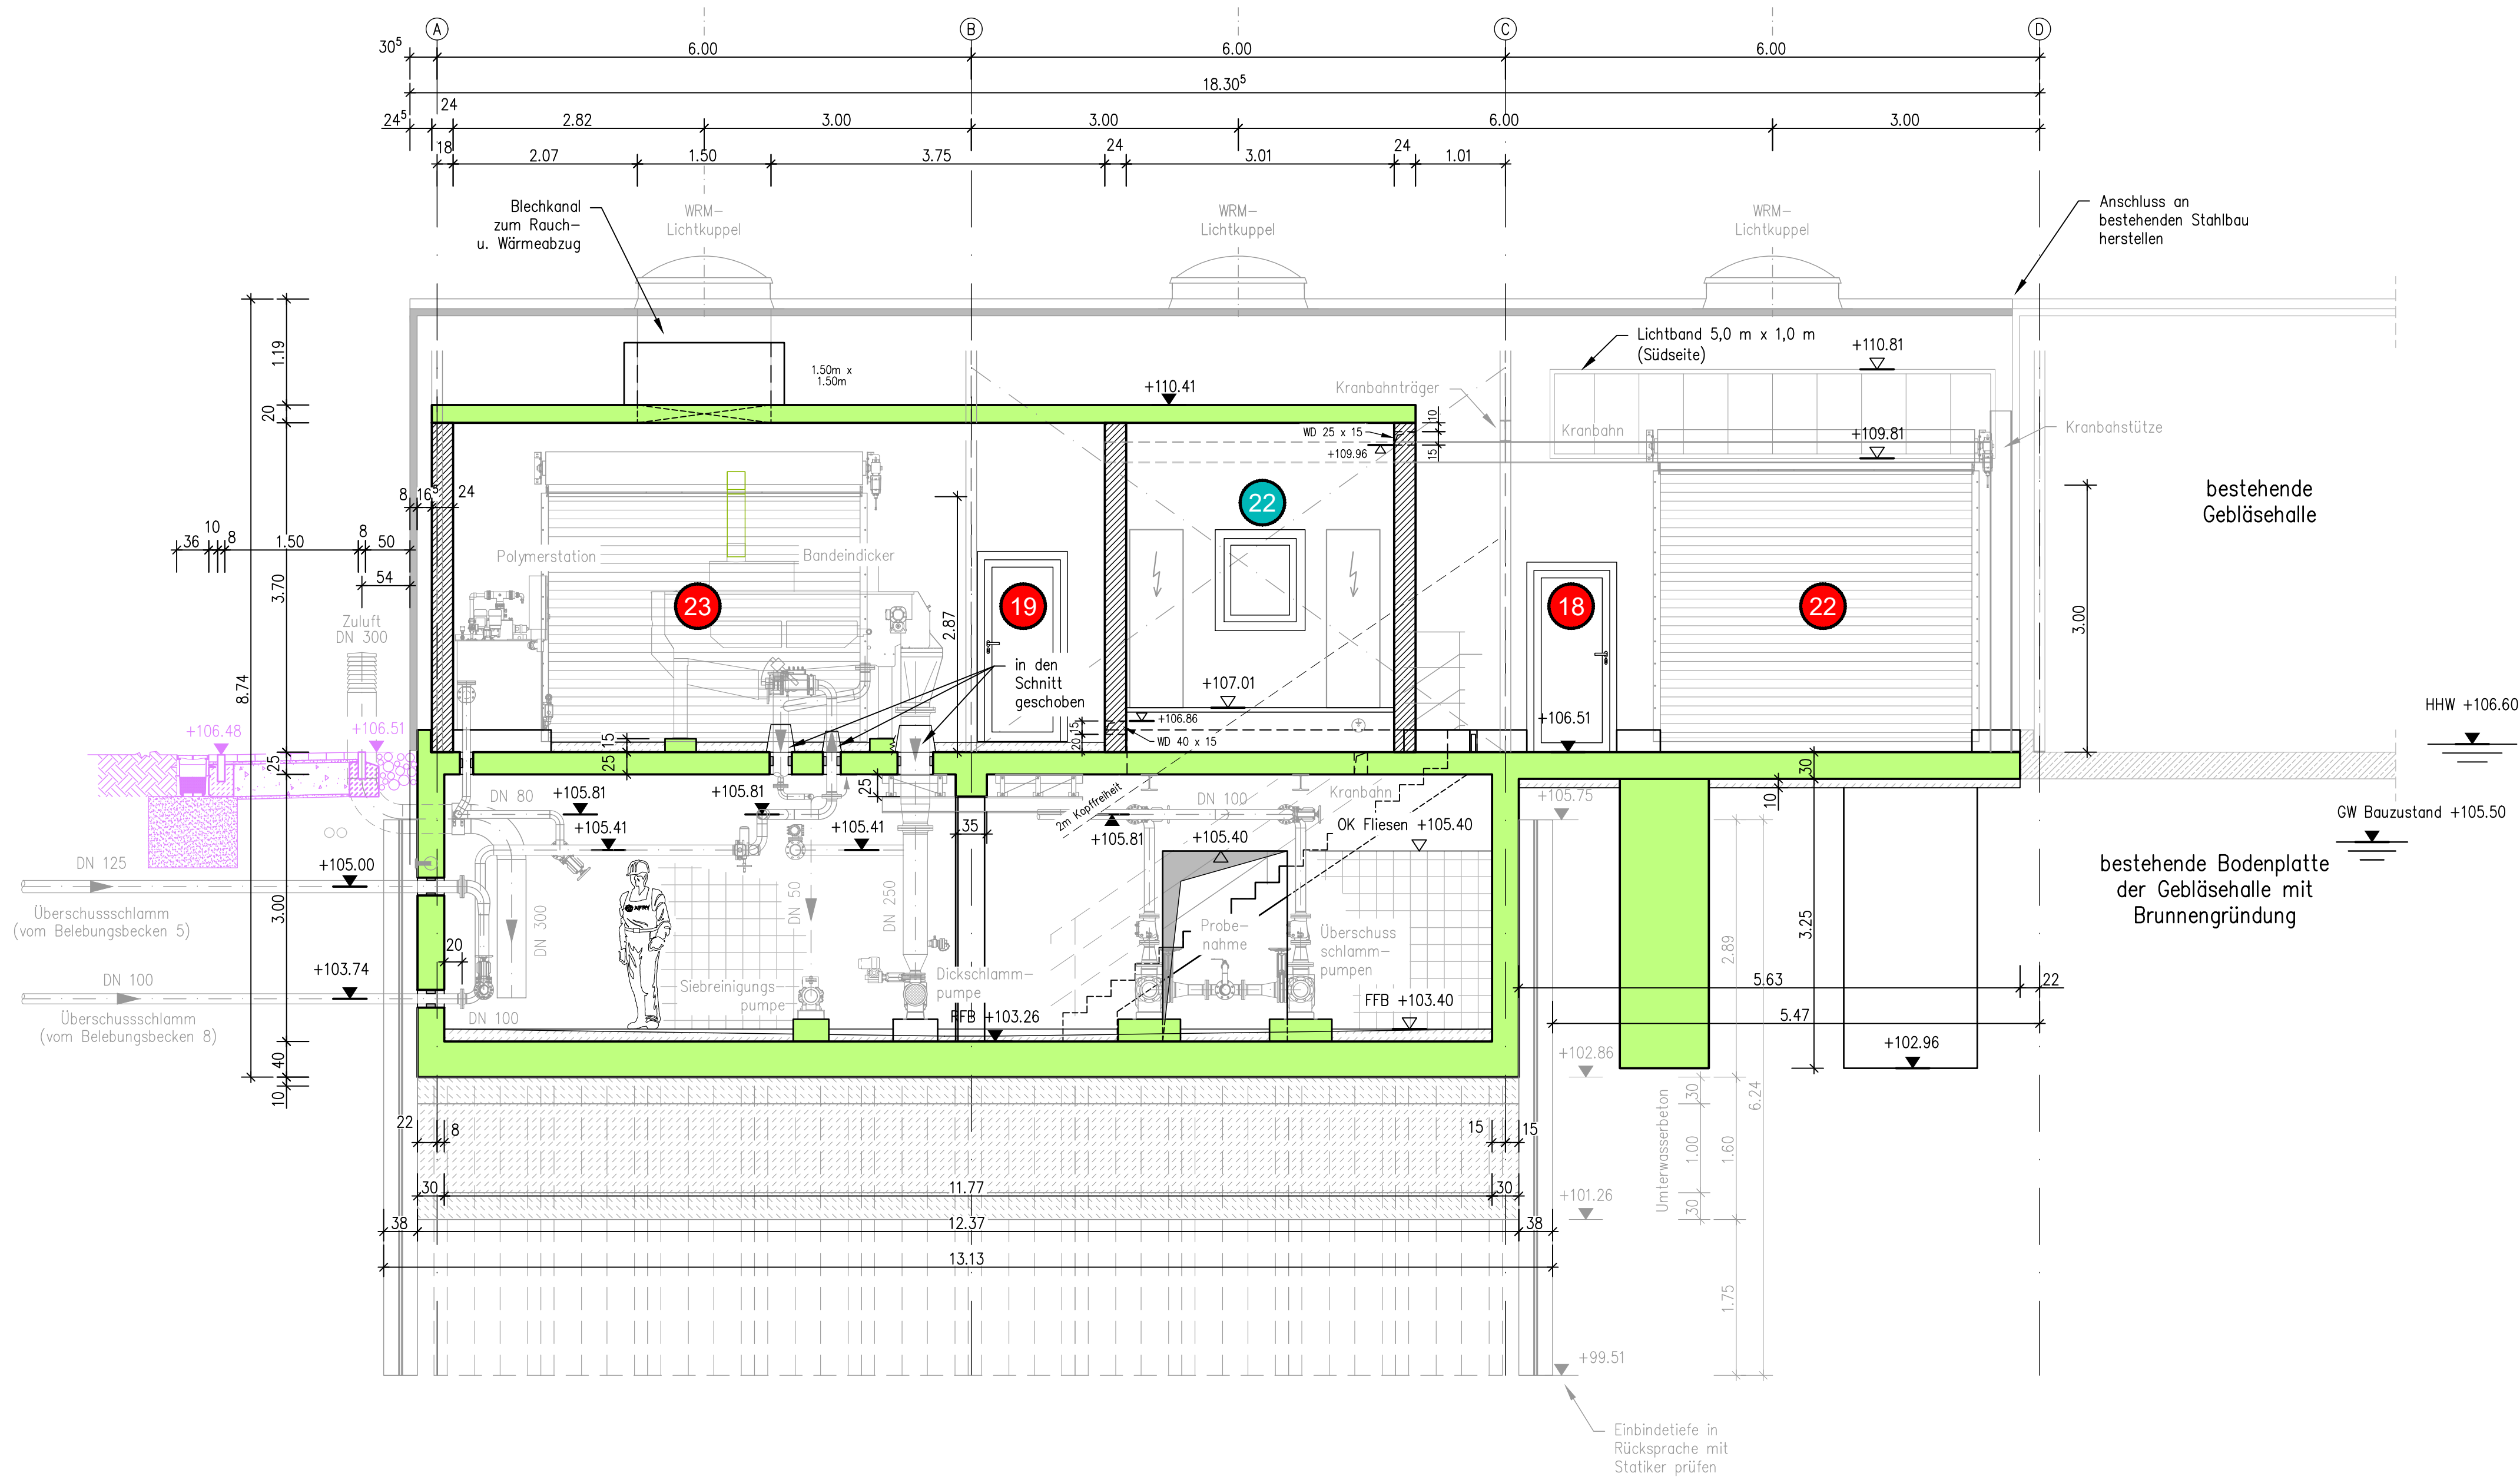 A
B
C
D
30⁵
6.00
6.00
6.00
18.30⁵
24
24⁵
2.82
3.00
3.00
6.00
3.00
18
2.07
1.50
3.75
24
3.01
24
1.01
Blechkanal
zum Rauch-
u. Wärmeabzug
WRM-
Lichtkuppel
WRM-
Lichtkuppel
WRM-
Lichtkuppel
Anschluss an
bestehenden Stahlbau
herstellen
Lichtband 5,0 m x 1,0 m
(Südseite)
+110.81
1.19
1.50m x
1.50m
+110.41
Kranbahnträger
20
10
WD 25 x 15
+109.96
15
Kranbahn
+109.81
Kranbahstütze
8
16⁵
24
bestehende
Gebläsehalle
22
36
10
8
1.50
8
50
54
3.70
Polymerstation
Bandeindicker
23
19
18
22
2.87
3.00
Zuluft
DN 300
8.74
in den
Schnitt
geschoben
+107.01
+106.86
WD 40 x 15
15
20
+106.51
HHW +106.60
+106.48
+106.51
25
15
25
25
30
10
DN 80
+105.81
+105.81
+105.41
+105.41
35
2m Kopffreiheit
+105.81
DN 100
Kranbahn
+105.40
OK Fliesen +105.40
+105.75
GW Bauzustand +105.50
bestehende Bodenplatte
der Gebläsehalle mit
Brunnengründung
DN 125
+105.00
Überschussschlamm
(vom Belebungsbecken 5)
3.00
DN 300
AFRY
DN 50
DN 250
Probe-
nahme
Überschuss
schlamm-
pumpen
3.25
2.89
20
DN 100
+103.74
Überschussschlamm
(vom Belebungsbecken 8)
DN 100
Siebreinigungs-
pumpe
Dickschlamm-
pumpe
FFB +103.26
FFB +103.40
5.63
22
5.47
+102.96
+102.86
40
10
22
8
15
15
30
11.77
30
38
12.37
38
13.13
Umterwasserbeton
30
1.00
30
1.60
6.24
+101.26
1.75
+99.51
Einbindetiefe in
Rücksprache mit
Statiker prüfen